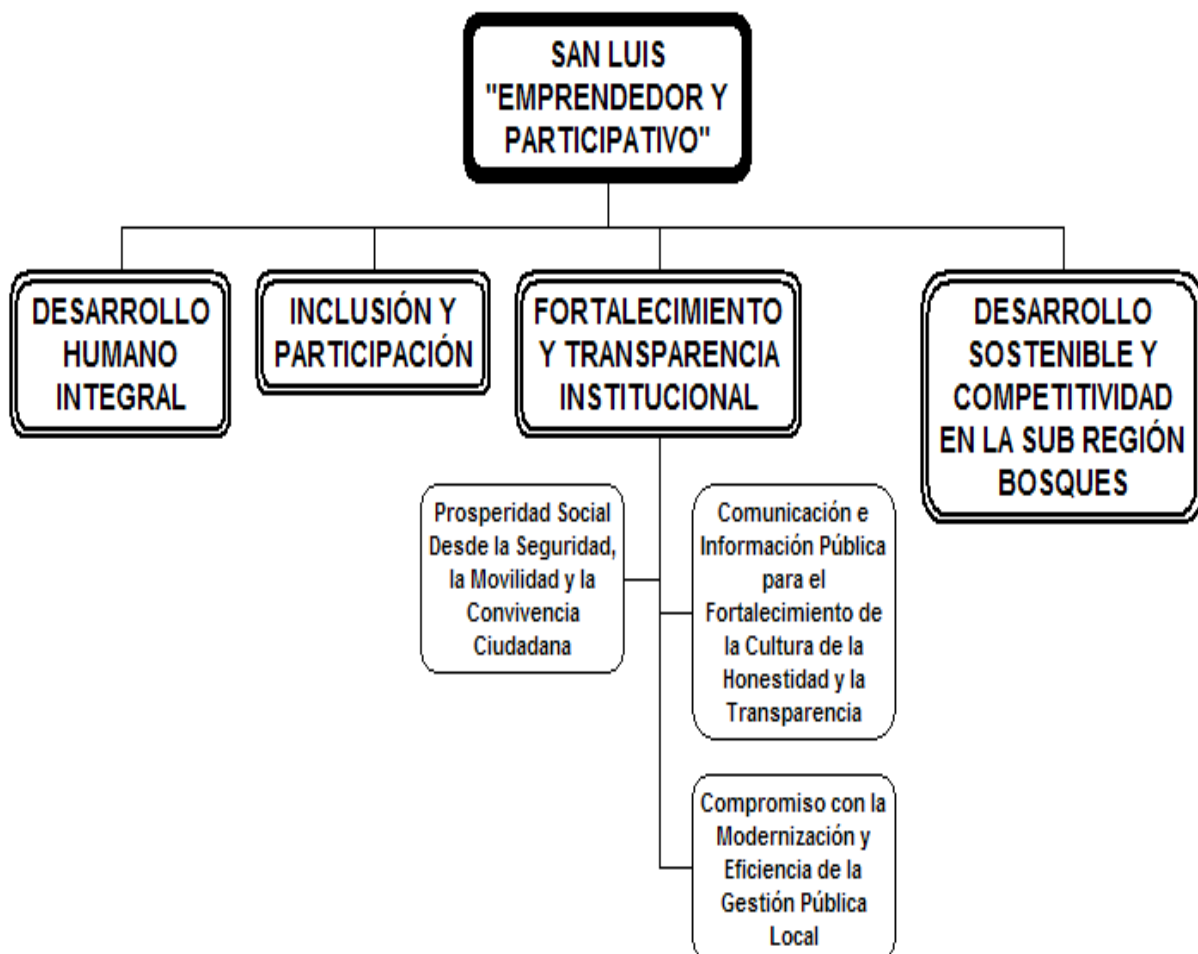 SAN LUIS
"EMPRENDEDOR Y
PARTICIPATIVO"
DESARROLLO
HUMANO
INTEGRAL
INCLUSIÓN Y
PARTICIPACIÓN
FORTALECIMIENTO
Y TRANSPARENCIA
INSTITUCIONAL
DESARROLLO
SOSTENIBLE Y
COMPETITIVIDAD
EN LA SUB REGIÓN
BOSQUES
Prosperidad Social
Desde la Seguridad,
la Movilidad y la
Convivencia
Ciudadana
Comunicación e
Información Pública
para el
Fortalecimiento de
la Cultura de la
Honestidad y la
Transparencia
Compromiso con la
Modernización y
Eficiencia de la
Gestión Pública
Local